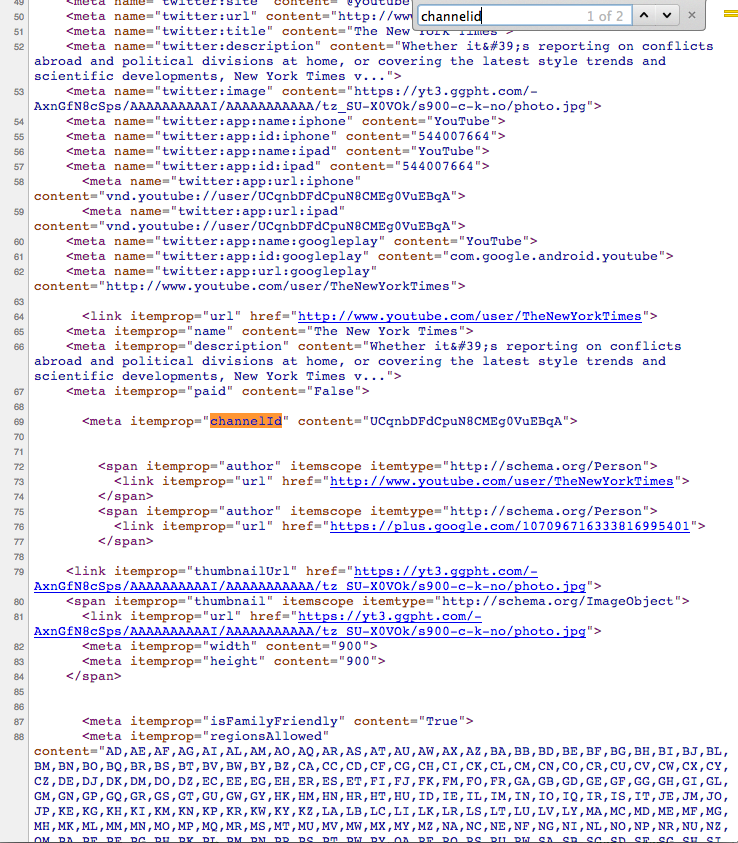 channelid 1 of 2
49 <meta name="twitter:site" content="@youtube
50 <meta name="twitter:url" content="http://ww
51 <meta name="twitter:title" content="The New York Times">
52 <meta name="twitter:description" content="Whether it&#39;s reporting on conflicts
abroad and political divisions at home, or covering the latest style trends and
scientific developments, New York Times v...">
53 <meta name="twitter:image" content="https://yt3.ggpht.com/-
AxnGfN8cSps/AAAAAAAAAAI/AAAAAAAAAAA/tz_SU-X0VOk/s900-c-k-no/photo.jpg">
54 <meta name="twitter:app:name:iphone" content="YouTube">
55 <meta name="twitter:app:id:iphone" content="544007664">
56 <meta name="twitter:app:name:ipad" content="YouTube">
57 <meta name="twitter:app:id:ipad" content="544007664">
58 <meta name="twitter:app:url:iphone"
content="vnd.youtube://user/UCqnbDFdCpuN8CMEg0VuEBqA">
59 <meta name="twitter:app:url:ipad"
content="vnd.youtube://user/UCqnbDFdCpuN8CMEg0VuEBqA">
60 <meta name="twitter:app:name:googleplay" content="YouTube">
61 <meta name="twitter:app:id:googleplay" content="com.google.android.youtube">
62 <meta name="twitter:app:url:googleplay"
content="http://www.youtube.com/user/TheNewYorkTimes">
63
64 <link itemprop="url" href="http://www.youtube.com/user/TheNewYorkTimes">
65 <meta itemprop="name" content="The New York Times">
66 <meta itemprop="description" content="Whether it&#39;s reporting on conflicts
abroad and political divisions at home, or covering the latest style trends and
scientific developments, New York Times v...">
67 <meta itemprop="paid" content="False">
68
69 <meta itemprop="channelId" content="UCqnbDFdCpuN8CMEg0VuEBqA">
70
71
72 <span itemprop="author" itemscope itemtype="http://schema.org/Person">
73 <link itemprop="url" href="http://www.youtube.com/user/TheNewYorkTimes">
74 </span>
75 <span itemprop="author" itemscope itemtype="http://schema.org/Person">
76 <link itemprop="url" href="https://plus.google.com/107096716333816995401">
77 </span>
78
79 <link itemprop="thumbnailUrl" href="https://yt3.ggpht.com/-
AxnGfN8cSps/AAAAAAAAAAI/AAAAAAAAAAA/tz_SU-X0VOk/s900-c-k-no/photo.jpg">
80 <span itemprop="thumbnail" itemscope itemtype="http://schema.org/ImageObject">
81 <link itemprop="url" href="https://yt3.ggpht.com/-
AxnGfN8cSps/AAAAAAAAAAI/AAAAAAAAAAA/tz_SU-X0VOk/s900-c-k-no/photo.jpg">
82 <meta itemprop="width" content="900">
83 <meta itemprop="height" content="900">
84 </span>
85
86
87 <meta itemprop="isFamilyFriendly" content="True">
88 <meta itemprop="regionsAllowed"
content="AD,AE,AF,AG,AI,AL,AM,AO,AQ,AR,AS,AT,AU,AW,AX,AZ,BA,BB,BD,BE,BF,BG,BH,BI,BJ,BL,
BM,BN,BO,BQ,BR,BS,BT,BV,BW,BY,BZ,CA,CC,CD,CF,CG,CH,CI,CK,CL,CM,CN,CO,CR,CU,CV,CW,CX,CY,
CZ,DE,DJ,DK,DM,DO,DZ,EC,EE,EG,EH,ER,ES,ET,FI,FJ,FK,FM,FO,FR,GA,GB,GD,GE,GF,GG,GH,GI,GL,
GM,GN,GP,GQ,GR,GS,GT,GU,GW,GY,HK,HM,HN,HR,HT,HU,ID,IE,IL,IM,IN,IO,IQ,IR,IS,IT,JE,JM,JO,
JP,KE,KG,KH,KI,KM,KN,KP,KR,KW,KY,KZ,LA,LB,LC,LI,LK,LR,LS,LT,LU,LV,LY,MA,MC,MD,ME,MF,MG,
MH,MK,ML,MM,MN,MO,MP,MQ,MR,MS,MT,MU,MV,MW,MX,MY,MZ,NA,NC,NE,NF,NG,NI,NL,NO,NP,NR,NU,NZ,